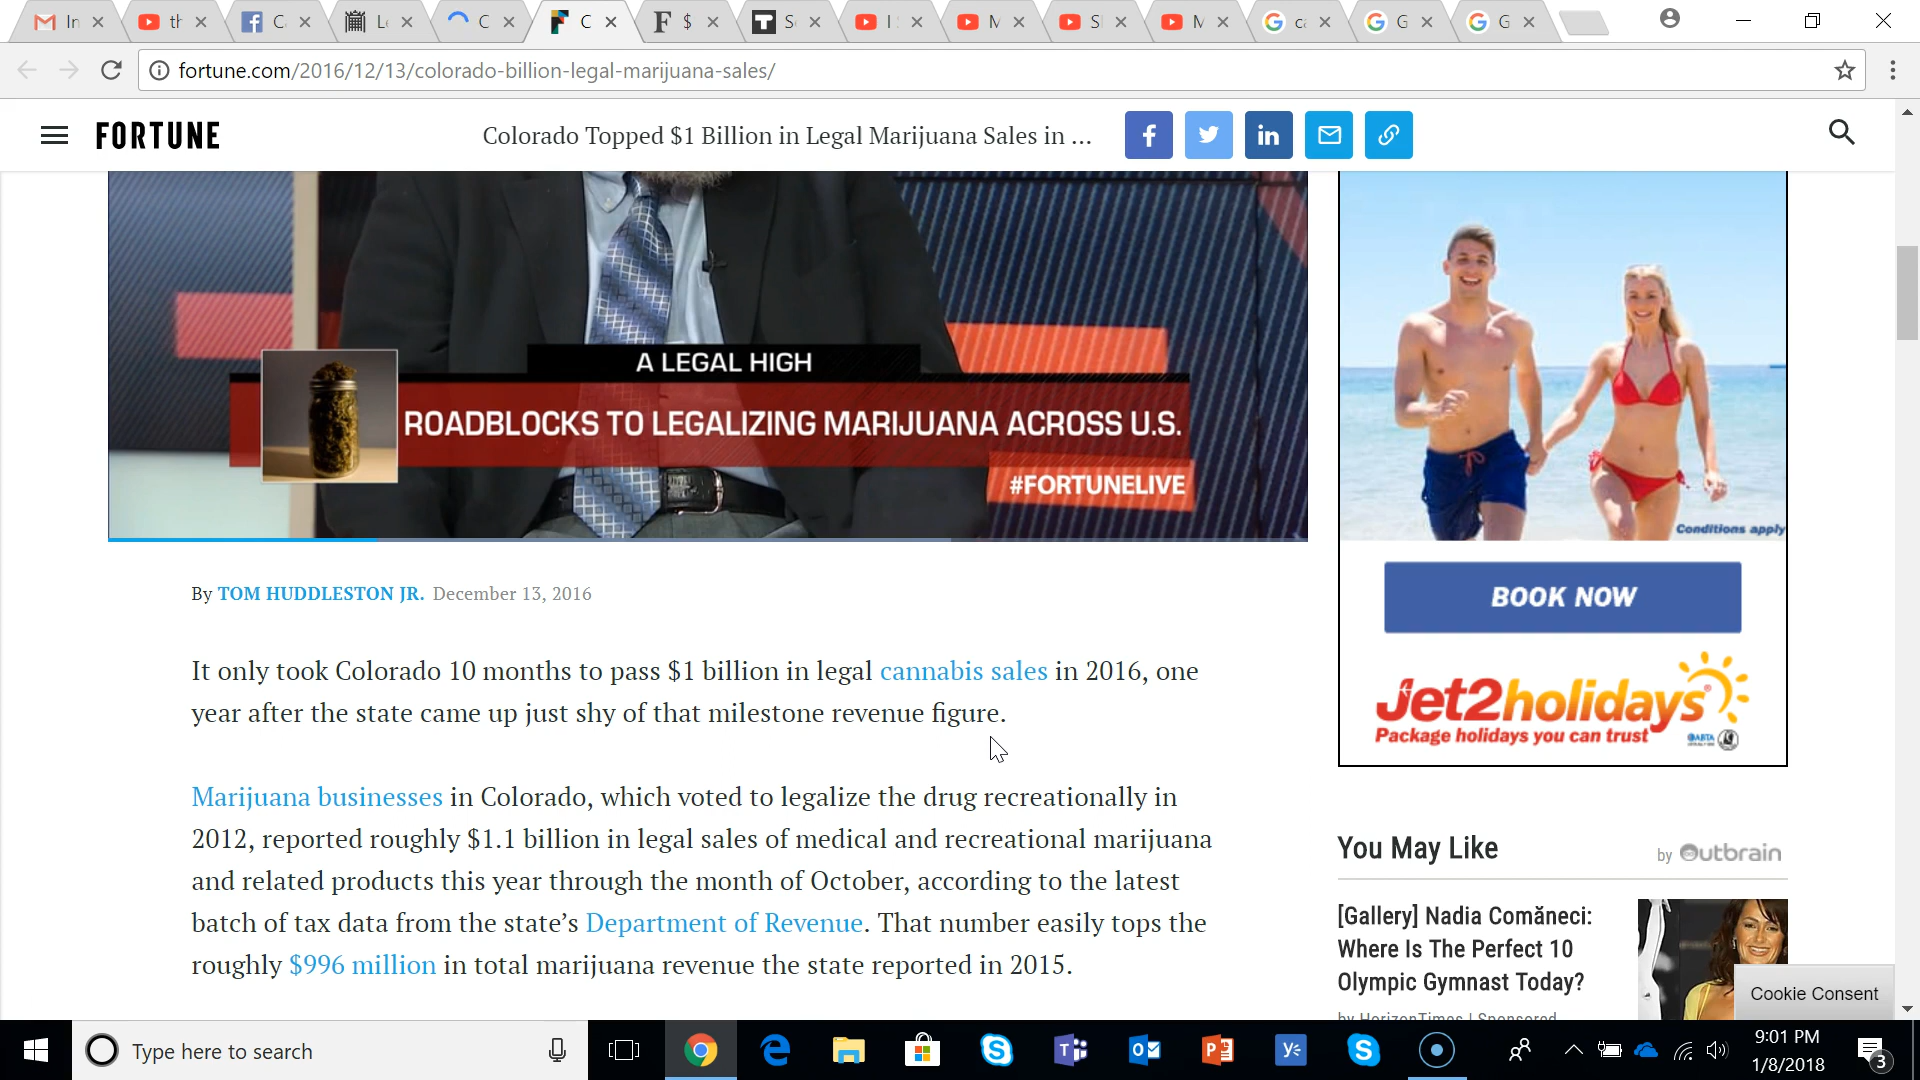 In
th
C
L
C
C
$
S
I
M
S
M
ca
G
G
fortune.com/2016/12/13/colorado-billion-legal-marijuana-sales/
FORTUNE
Colorado Topped $1 Billion in Legal Marijuana Sales in ...
A LEGAL HIGH
ROADBLOCKS TO LEGALIZING MARIJUANA ACROSS U.S.
#FORTUNELIVE
By TOM HUDDLESTON JR. December 13, 2016
It only took Colorado 10 months to pass $1 billion in legal cannabis sales in 2016, one
year after the state came up just shy of that milestone revenue figure.
Marijuana businesses in Colorado, which voted to legalize the drug recreationally in
2012, reported roughly $1.1 billion in legal sales of medical and recreational marijuana
and related products this year through the month of October, according to the latest
batch of tax data from the state’s Department of Revenue. That number easily tops the
roughly $996 million in total marijuana revenue the state reported in 2015.
Conditions apply
BOOK NOW
Jet2holidays
Package holidays you can trust
ABTA
You May Like
by Outbrain
[Gallery] Nadia Comăneci:
Where Is The Perfect 10
Olympic Gymnast Today?
by HorizonTimes | Sponsored
Cookie Consent
Type here to search
9:01 PM
1/8/2018
3